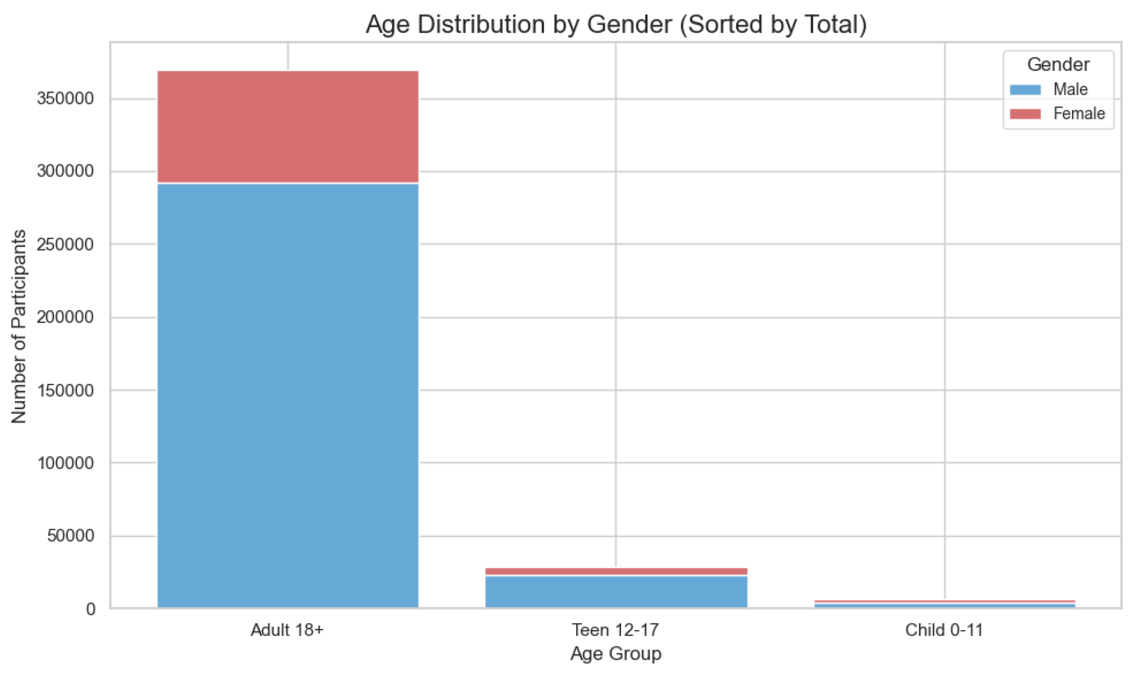 Age Distribution by Gender (Sorted by Total)
Gender
Male
Female
Number of Participants
350000
300000
250000
200000
150000
100000
50000
0
Adult 18+
Teen 12-17
Child 0-11
Age Group